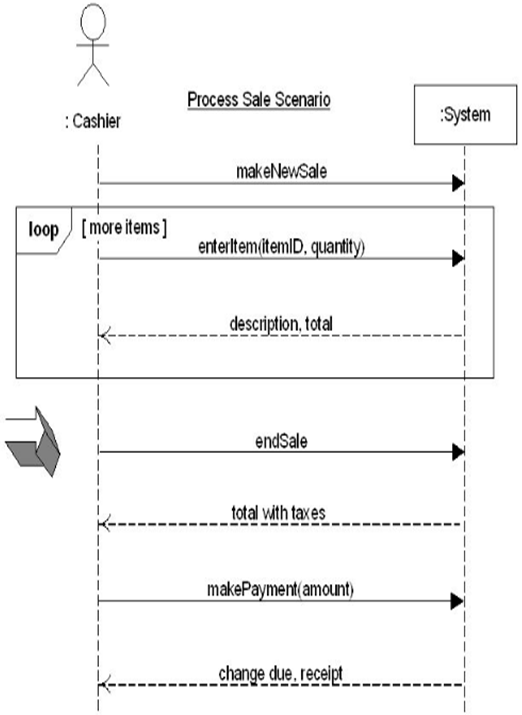 Process Sale Scenario
: Cashier
:System
makeNewSale
loop
[ more items ]
enterItem(itemID, quantity)
description, total
endSale
total with taxes
makePayment(amount)
change due, receipt